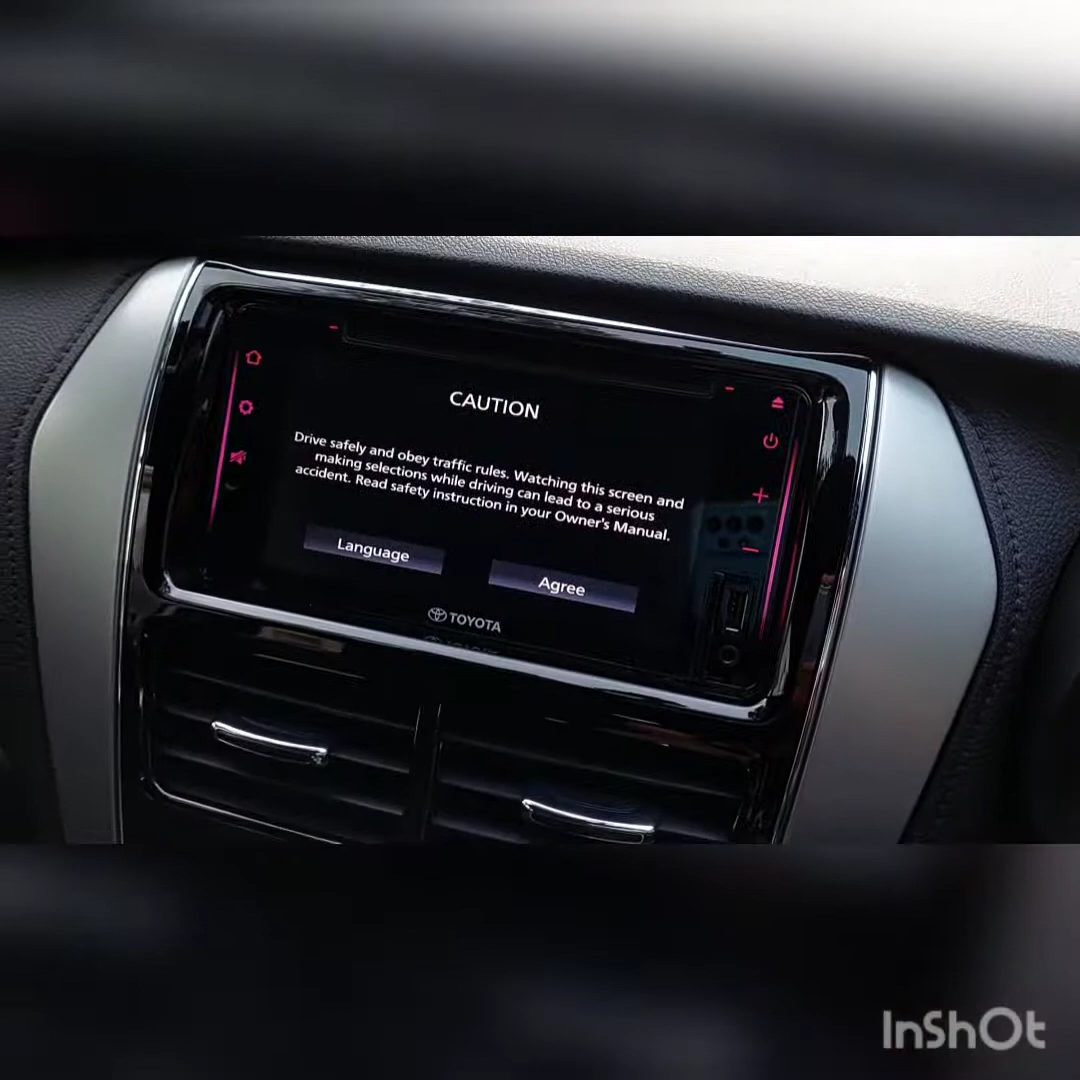 CAUTION
Drive safely and obey traffic rules. Watching this screen and
making selections while driving can lead to a serious
accident. Read safety instruction in your Owner's Manual.
Language
Agree
TOYOTA
InShOt